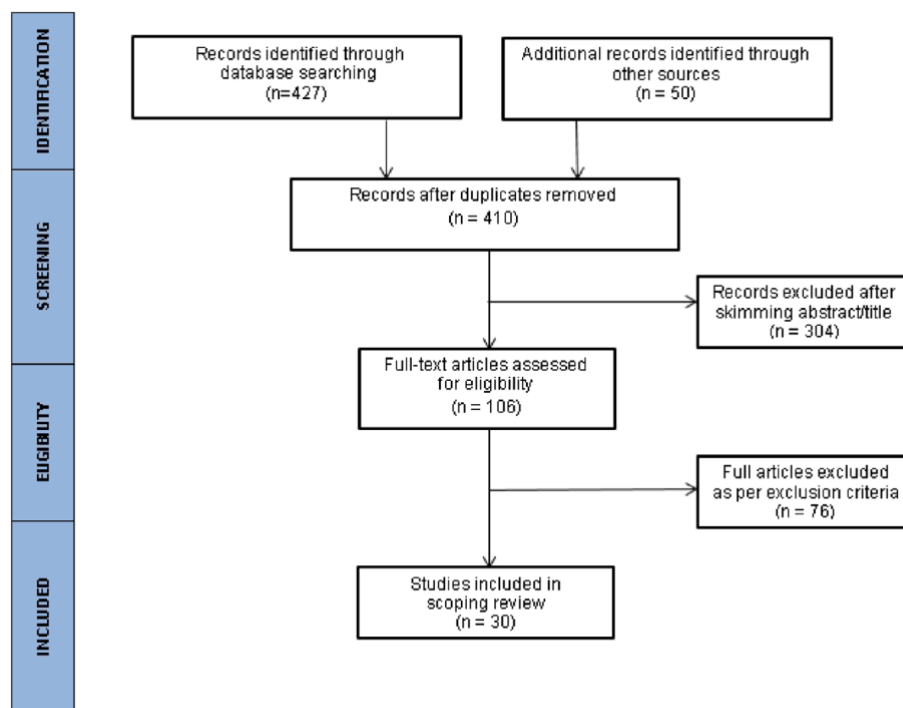 IDENTIFICATION
Records identified through
database searching
(n=427)
Additional records identified through
other sources
(n = 50)
SCREENING
Records after duplicates removed
(n = 410)
Records excluded after
skimming abstract/title
(n = 304)
Full-text articles assessed
for eligibility
(n = 106)
ELIGIBILITY
Full articles excluded
as per exclusion criteria
(n = 76)
INCLUDED
Studies included in
scoping review
(n = 30)